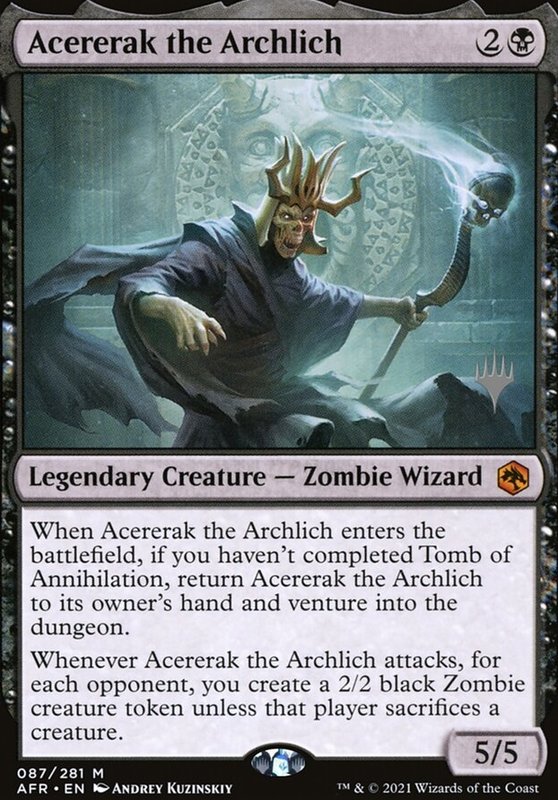 Acererak the Archlich 2
Legendary Creature — Zombie Wizard
When Acererak the Archlich enters the
battlefield, if you haven't completed Tomb of
Annihilation, return Acererak the Archlich
to its owner's hand and venture into the
dungeon.
Whenever Acererak the Archlich attacks, for
each opponent, you create a 2/2 black Zombie
creature token unless that player sacrifices a
creature.
5/5
087/281 M
AFR • EN ANDREY KUZINSKIY
™ & © 2021 Wizards of the Coast